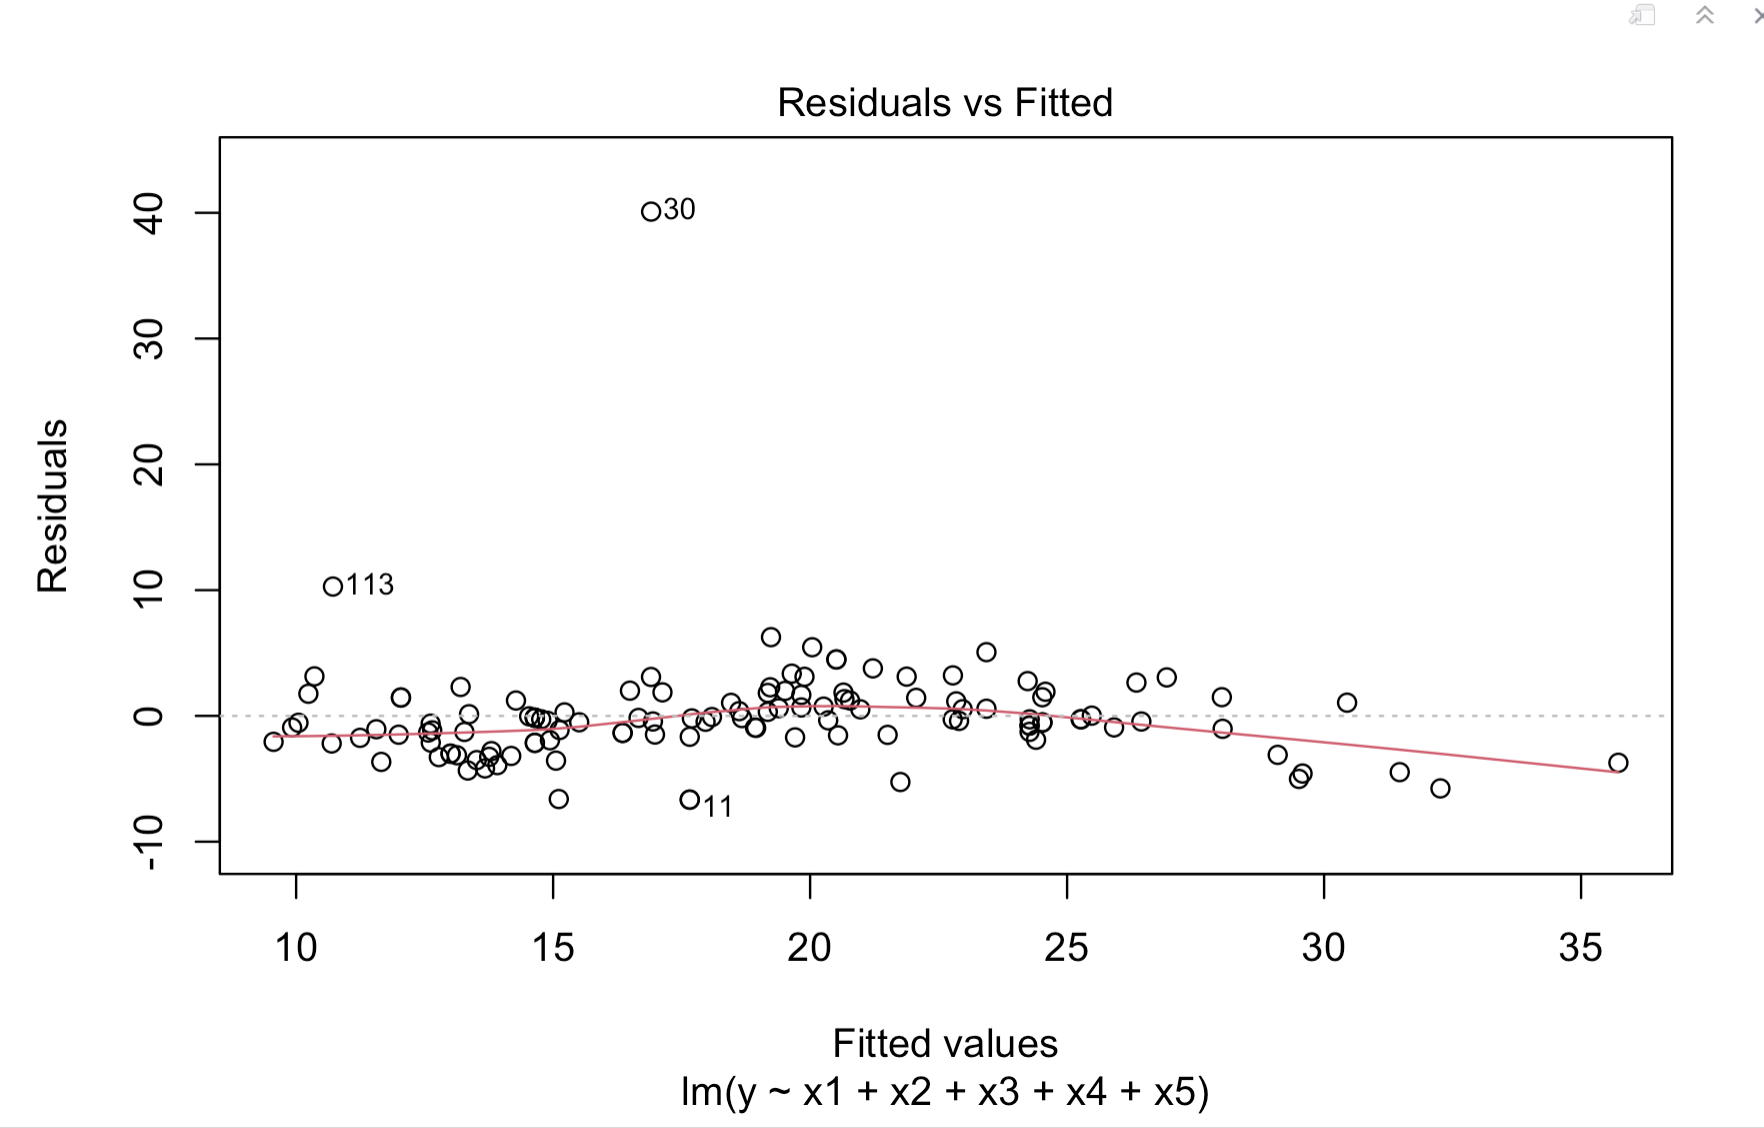 Residuals vs Fitted
40
30
20
10
0
-10
Residuals
30
113
11
10 15 20 25 30 35
Fitted values
lm(y ~ x1 + x2 + x3 + x4 + x5)